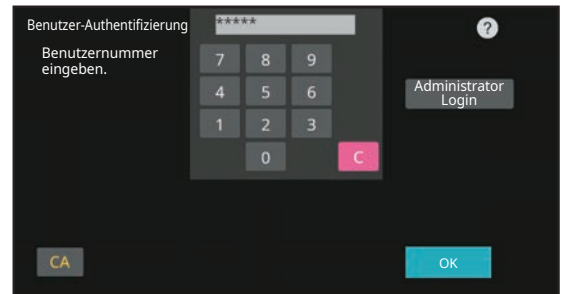 Benutzer-Authentifizierung
*****
?
Benutzernummer
eingeben.
7 8 9
4 5 6
1 2 3
0 C
Administrator
Login
CA
OK